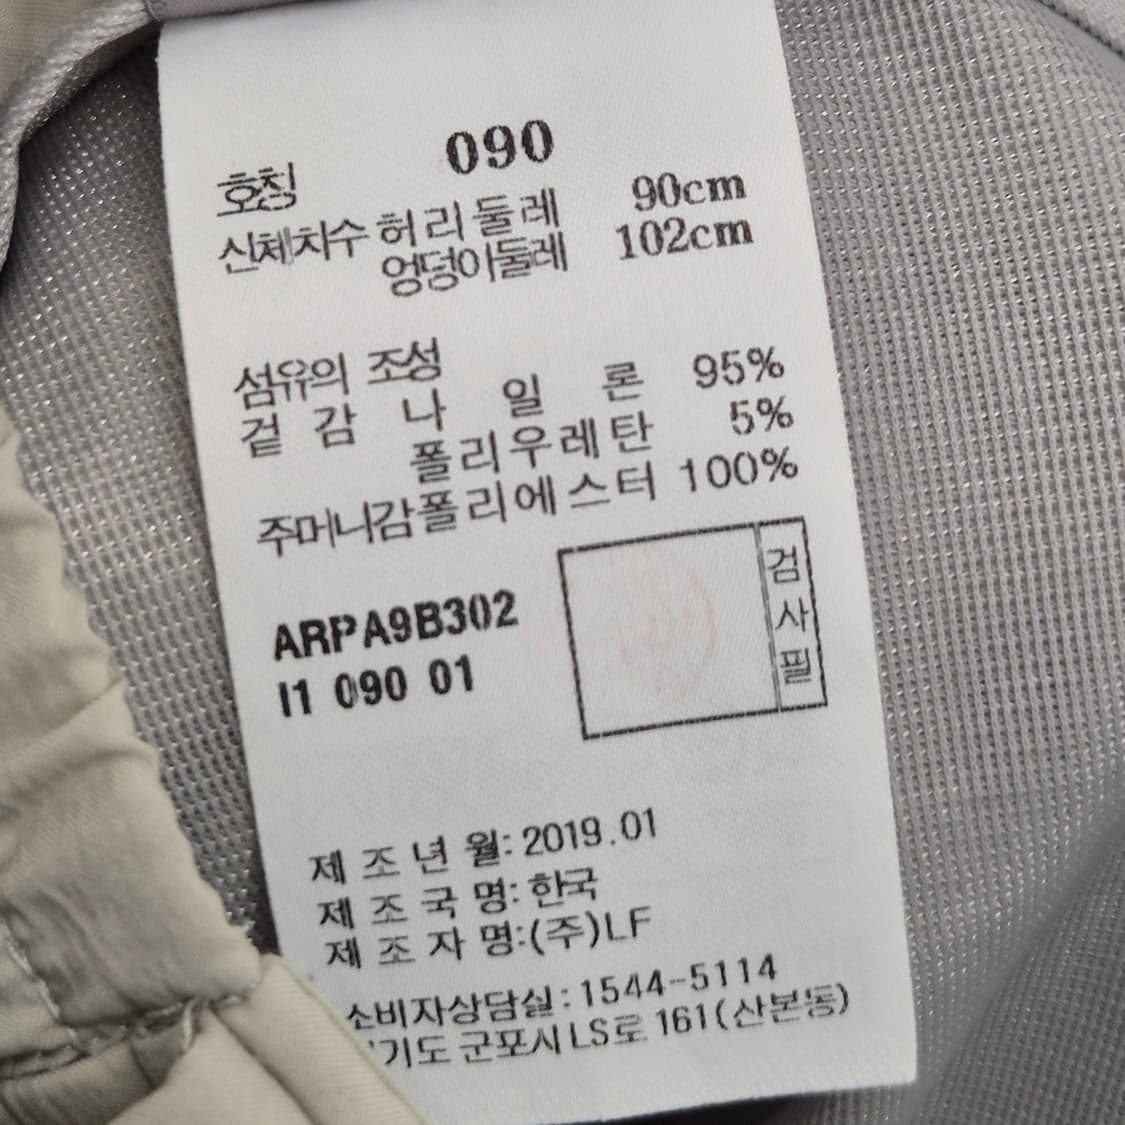 호칭 090
신체치수 허리둘레 90cm
엉덩이둘레 102cm
섬유의 조성
겉감 나일론 95%
폴리우레탄 5%
주머니감 폴리에스터 100%
검사필
ARPA9B302
I1 090 01
제조년월: 2019.01
제조국명: 한국
제조자명:(주)LF
소비자상담실: 1544-5114
기도 군포시 LS로 161(산본동)